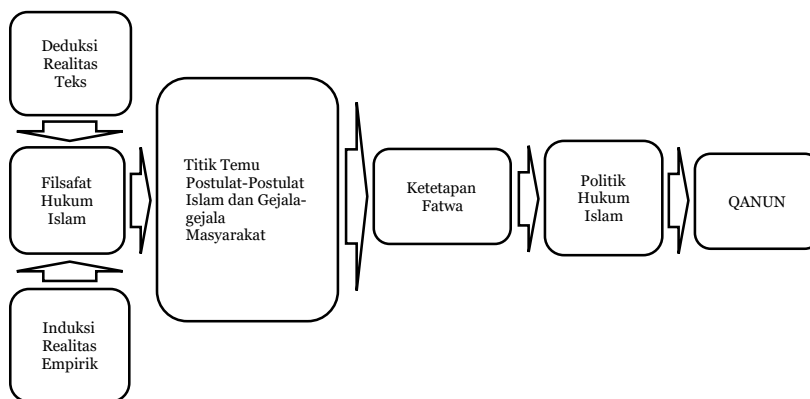 Deduksi
Realitas
Teks
Filsafat
Hukum
Islam
Induksi
Realitas
Empirik
Titik Temu
Postulat-Postulat
Islam dan Gejala-
gejala
Masyarakat
Ketetapan
Fatwa
Politik
Hukum
Islam
QANUN